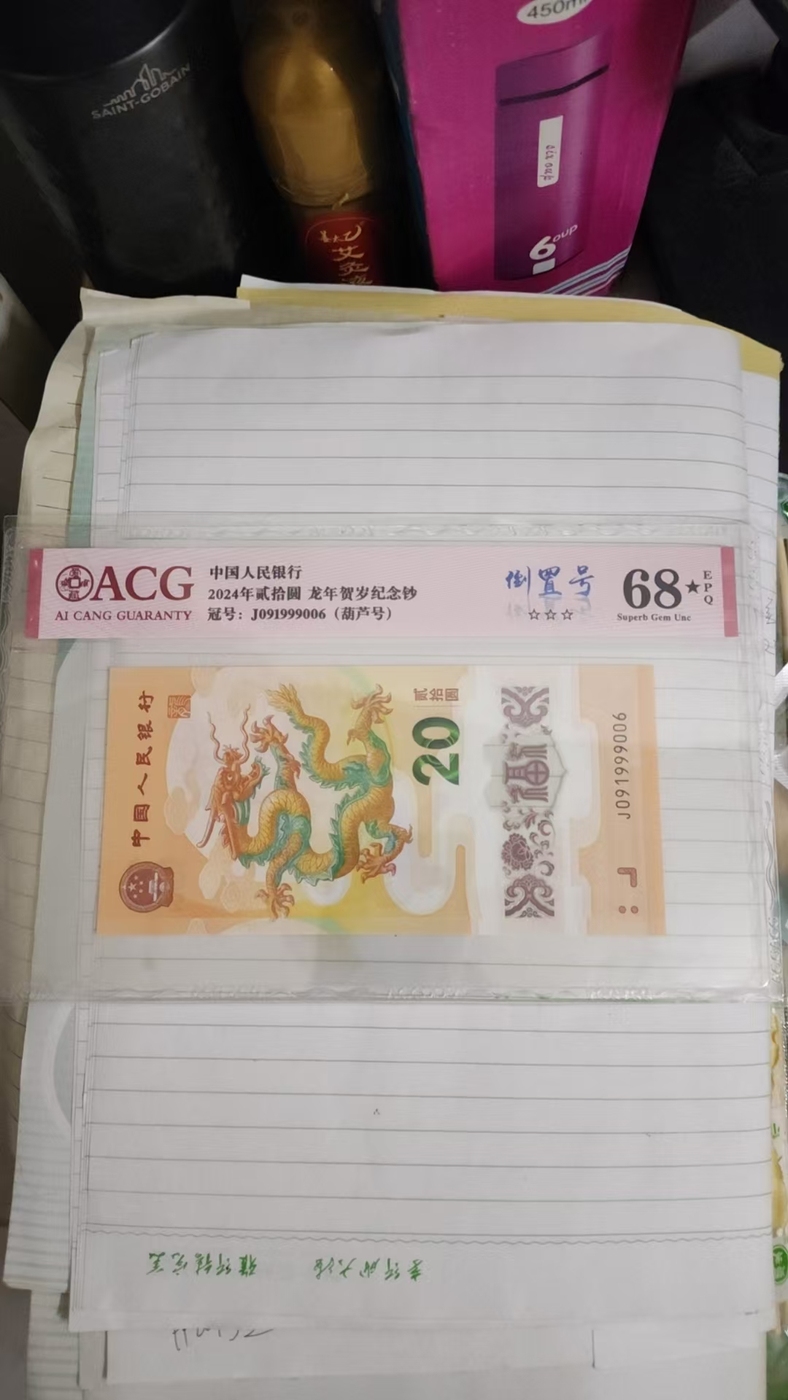 450ml
SAINT-GOBAIN
6
oup
艾
ACG
AI CANG GUARANTY
中国人民银行
2024年贰拾圆 龙年贺岁纪念钞
冠号：J091999006（葫芦号）
倒置号
☆☆☆
68★
EPQ
Superb Gem Unc
中国人民银行
贰拾圆
20
J091999006